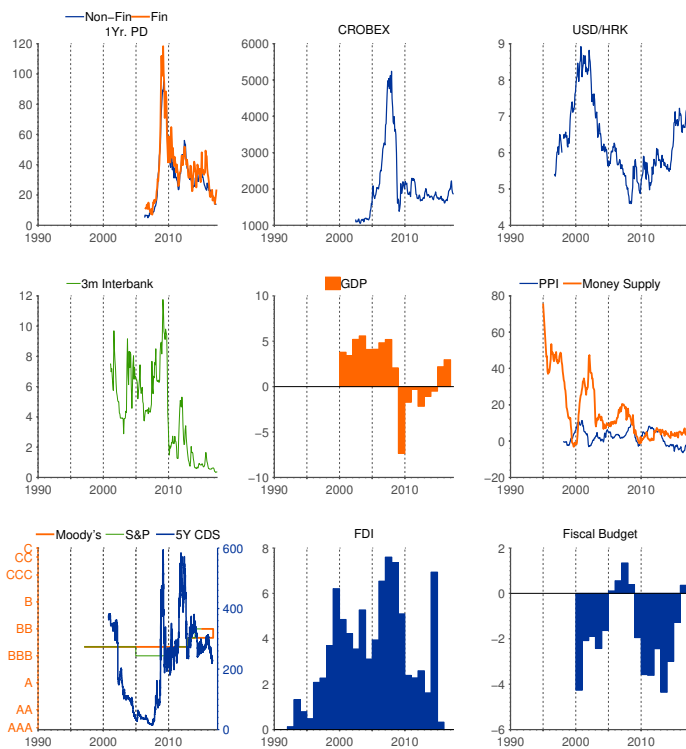 Non-Fin Fin
1Yr. PD
120
100
80
60
40
20
0
1990 2000 2010
CROBEX
6000
5000
4000
3000
2000
1000
1990 2000 2010
USD/HRK
9
8
7
6
5
4
1990 2000 2010
3m Interbank
12
10
8
6
4
2
0
1990 2000 2010
GDP
10
5
0
−5
−10
1990 2000 2010
PPI Money Supply
80
60
40
20
0
−20
1990 2000 2010
Moody's S&P 5Y CDS
C
CC
CCC
B
BB
BBB
A
AA
AAA
600
400
200
0
1990 2000 2010
FDI
8
6
4
2
0
1990 2000 2010
Fiscal Budget
2
0
−2
−4
−6
1990 2000 2010